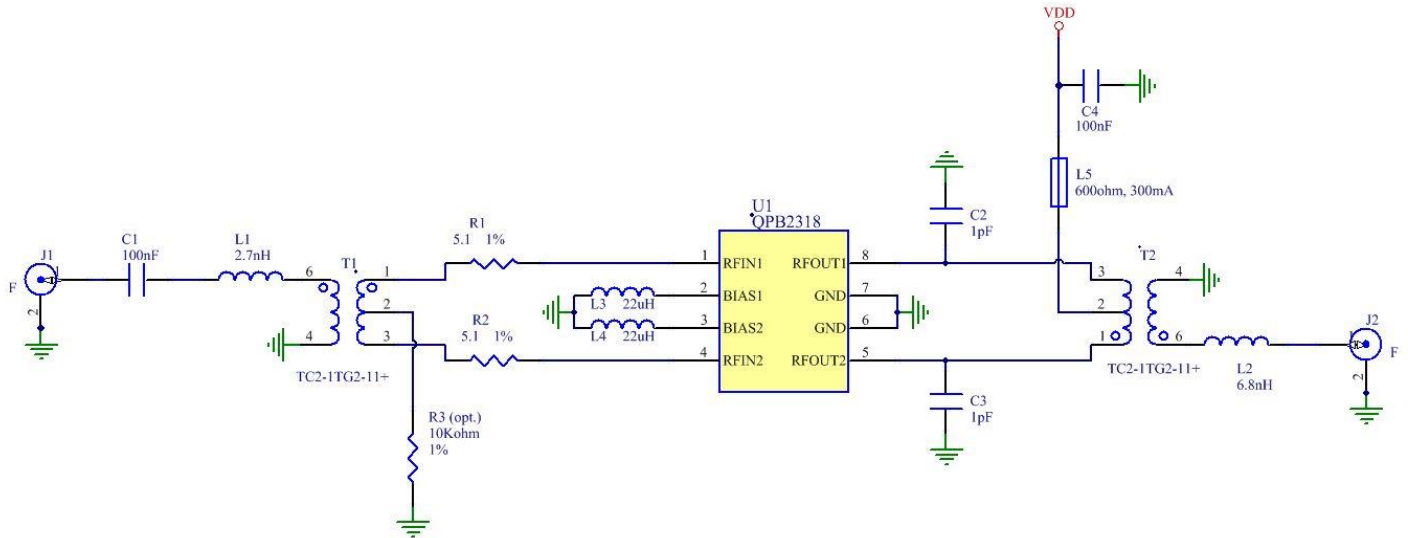 VDD
C4
100nF
L5
600ohm, 300mA
U1
QPB2318
C2
1pF
R1
5.1 1%
J1
C1
100nF
L1
2.7nH
T1
T2
F
1
2
6
4
1
2
3
1
RFIN1
RFOUT1
8
2
BIAS1
GND
7
3
BIAS2
GND
6
4
RFIN2
RFOUT2
5
L3 22uH
L4 22uH
R2
5.1 1%
3
2
1
4
6
J2
1
F
2
TC2-1TG2-11+
TC2-1TG2-11+
L2
6.8nH
C3
1pF
R3 (opt.)
10Kohm
1%